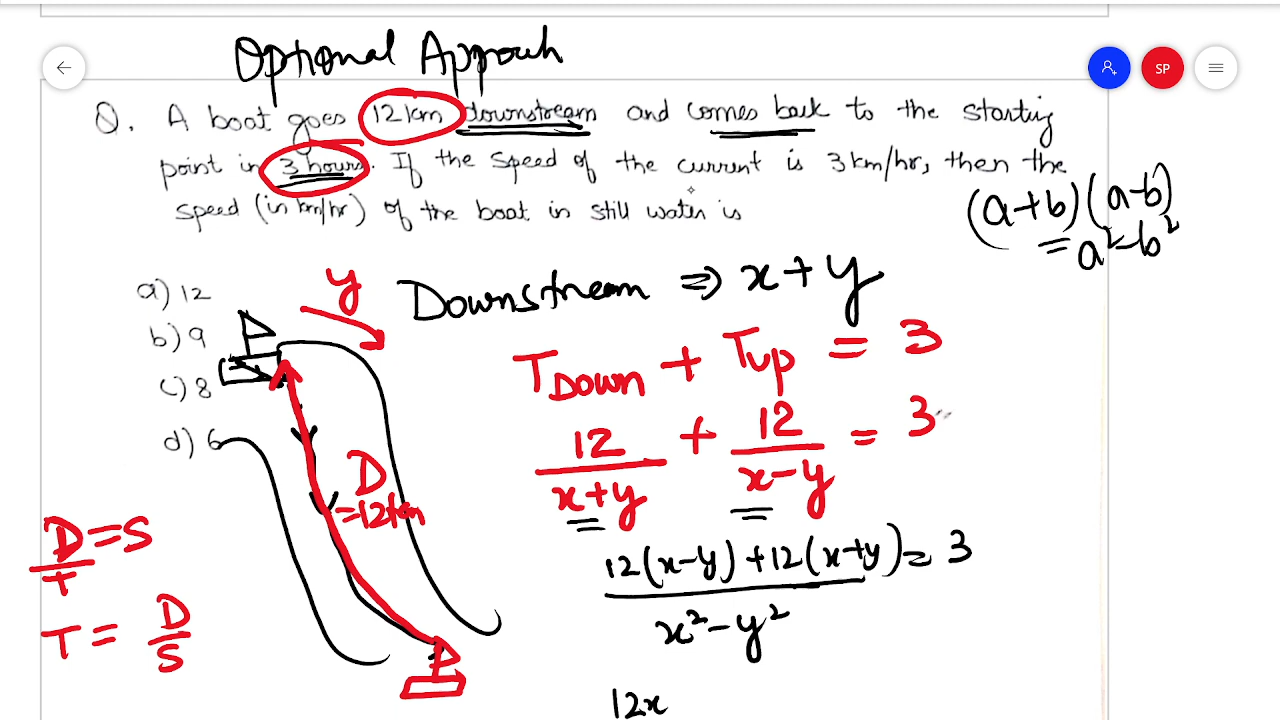 Optional Approch
SP
Q. A boat goes 12 km downstream and comes back to the starting
point in 3 hours. If the speed of the current is 3 km/hr, then the
speed (in km/hr) of the boat in still water is
(a+b)(a-b)
= a²-b²
a) 12
b) 9
c) 8
d) 6
y
D
=12km
D/T = S
T = D/S
Downstream ⇒ x+y
TDown + Tup = 3
12/(x+y) + 12/(x-y) = 3
(12(x-y) + 12(x+y))/(x²-y²) = 3
12x